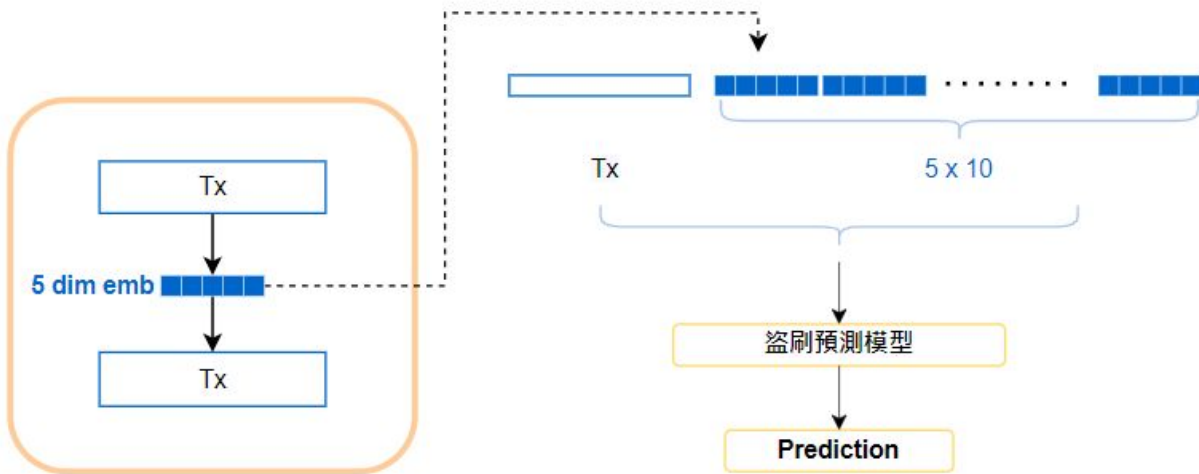 Tx
5 dim emb
Tx
........
Tx
5 x 10
盜刷預測模型
Prediction